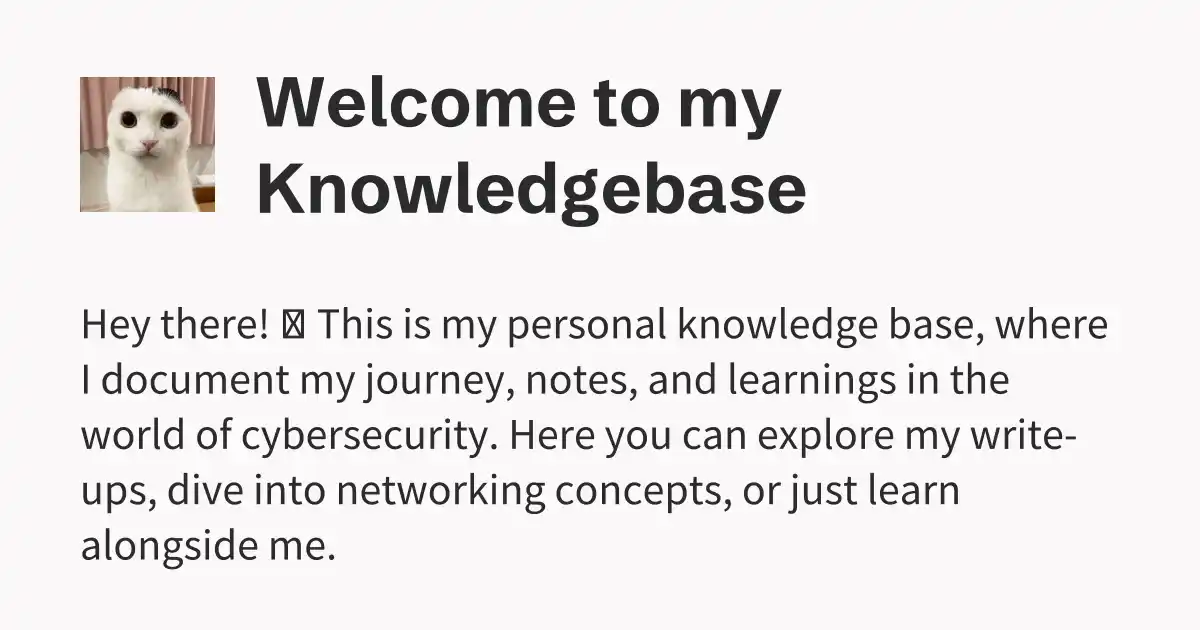 Welcome to my
Knowledgebase
Hey there! This is my personal knowledge base, where
I document my journey, notes, and learnings in the
world of cybersecurity. Here you can explore my write-
ups, dive into networking concepts, or just learn
alongside me.